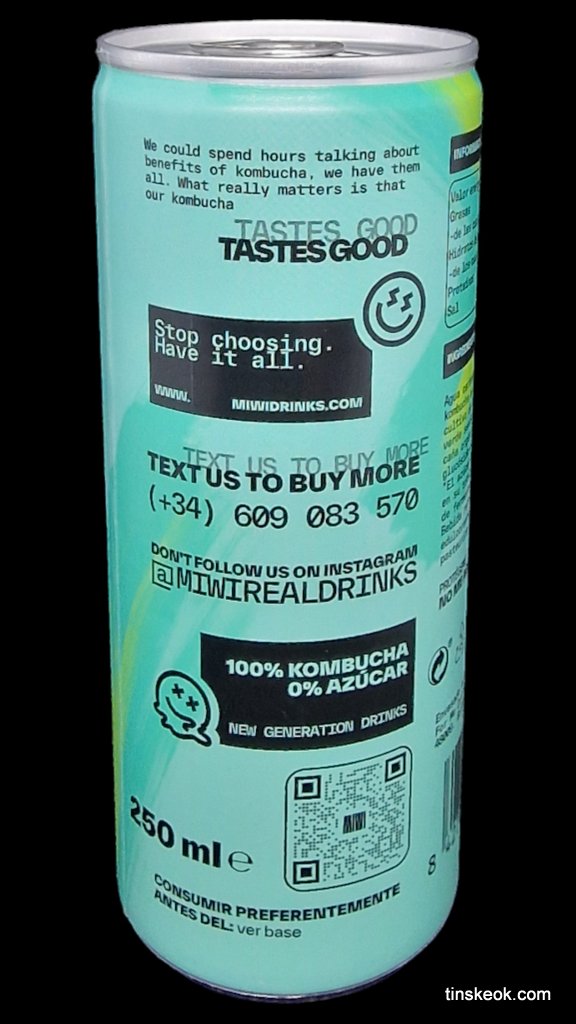 We could spend hours talking about
benefits of kombucha, we have them
all. What really matters is that
our kombucha
TASTES GOOD
TASTES GOOD
Stop choosing.
Have it all.
WWW. MIWIDRINKS.COM
TEXT US TO BUY MORE
TEXT US TO BUY MORE
(+34) 609 083 570
DON'T FOLLOW US ON INSTAGRAM
@MIWIREALDRINKS
100% KOMBUCHA
0% AZÚCAR
NEW GENERATION DRINKS
MIWI
250 ml e
CONSUMIR PREFERENTEMENTE
ANTES DEL: ver base
Grasas
Sal
8
tinskeok.com